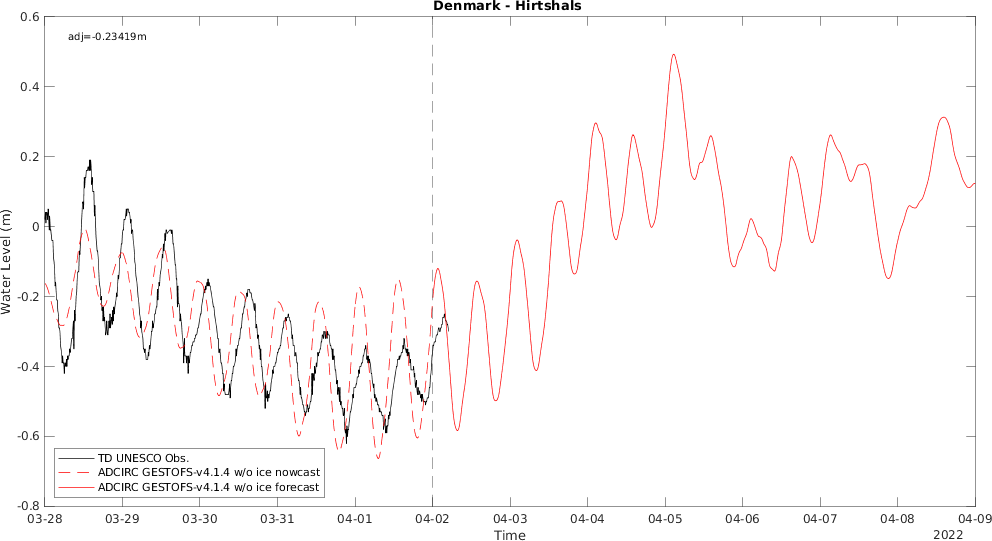 Denmark - Hirtshals
adj=-0.23419m
0.6
0.4
0.2
0
-0.2
-0.4
-0.6
-0.8
Water Level (m)
TD UNESCO Obs.
ADCIRC GESTOFS-v4.1.4 w/o ice nowcast
ADCIRC GESTOFS-v4.1.4 w/o ice forecast
03-28 03-29 03-30 03-31 04-01 04-02 04-03 04-04 04-05 04-06 04-07 04-08 04-09
Time
2022